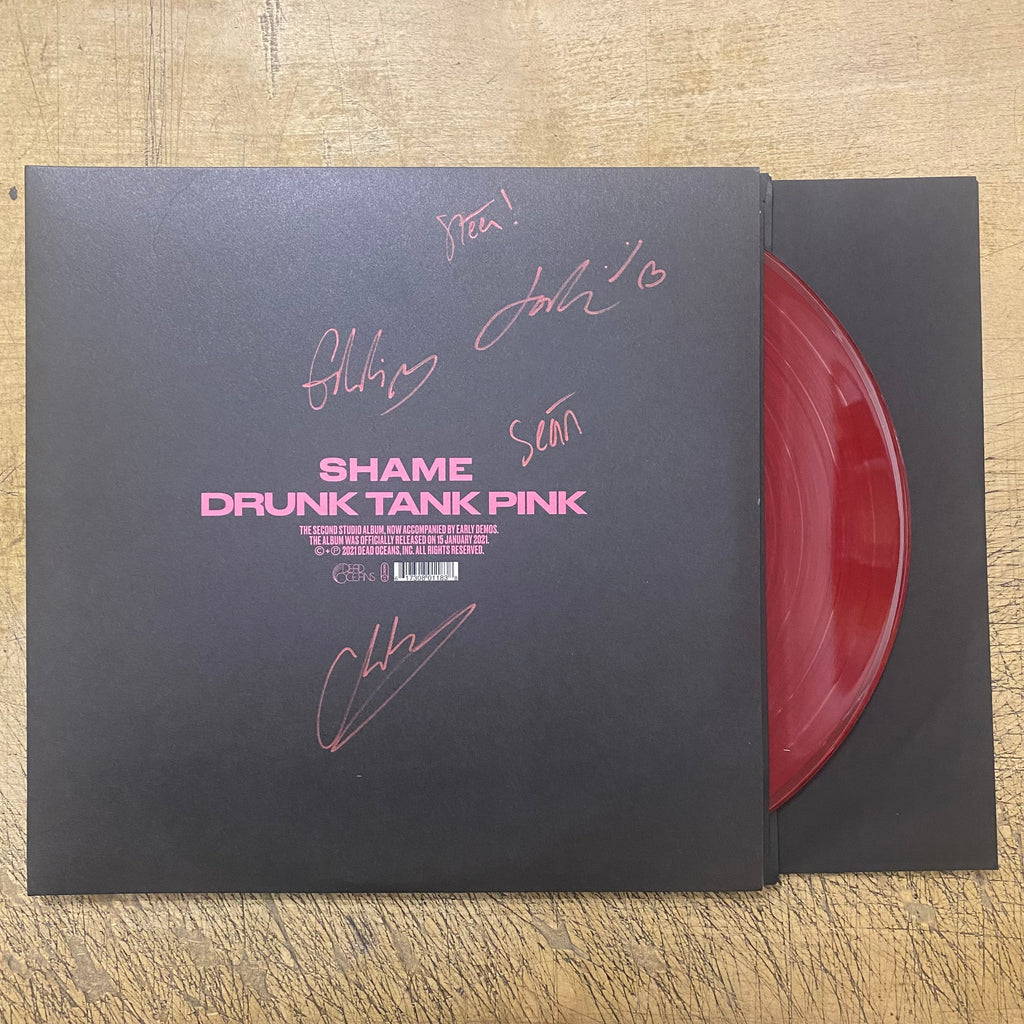 Steen!
Seán
SHAME
DRUNK TANK PINK
THE SECOND STUDIO ALBUM, NOW ACCOMPANIED BY EARLY DEMOS.
THE ALBUM WAS OFFICIALLY RELEASED ON 15 JANUARY 2021.
© + ℗ 2021 DEAD OCEANS, INC. ALL RIGHTS RESERVED.
DEAD
OCEANS